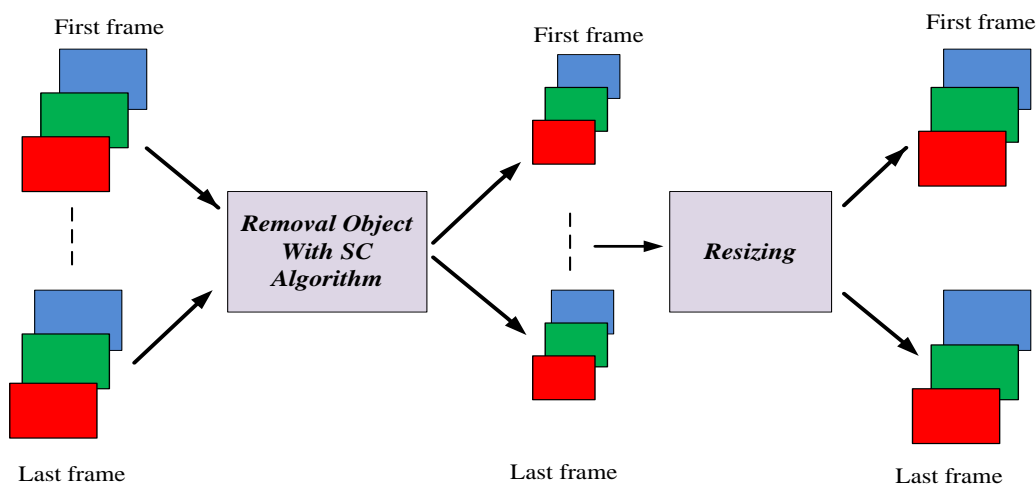 First frame
First frame
First frame
Removal Object
With SC
Algorithm
Resizing
Last frame
Last frame
Last frame